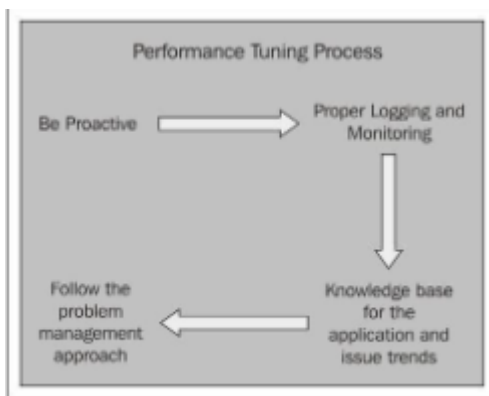 Performance Tuning Process
Be Proactive
Proper Logging and
Monitoring
Knowledge base
for the
application and
issue trends
Follow the
problem
management
approach